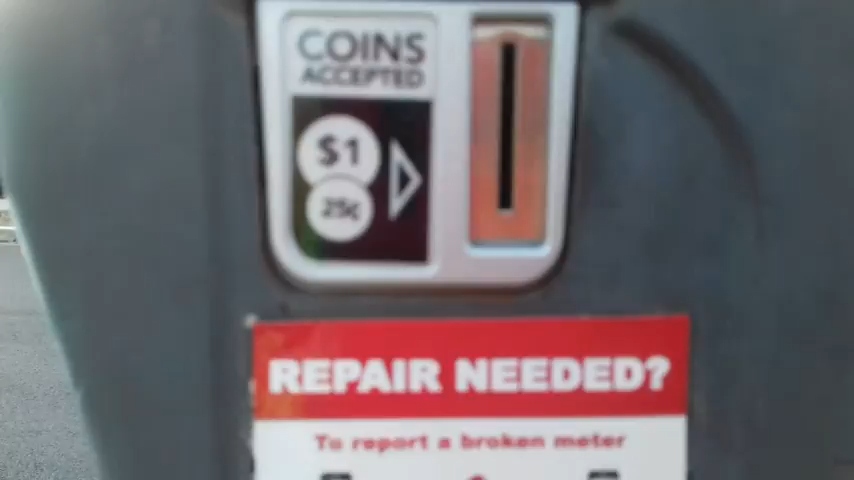 COINS
ACCEPTED
$1
25¢
REPAIR NEEDED?
To report a broken meter